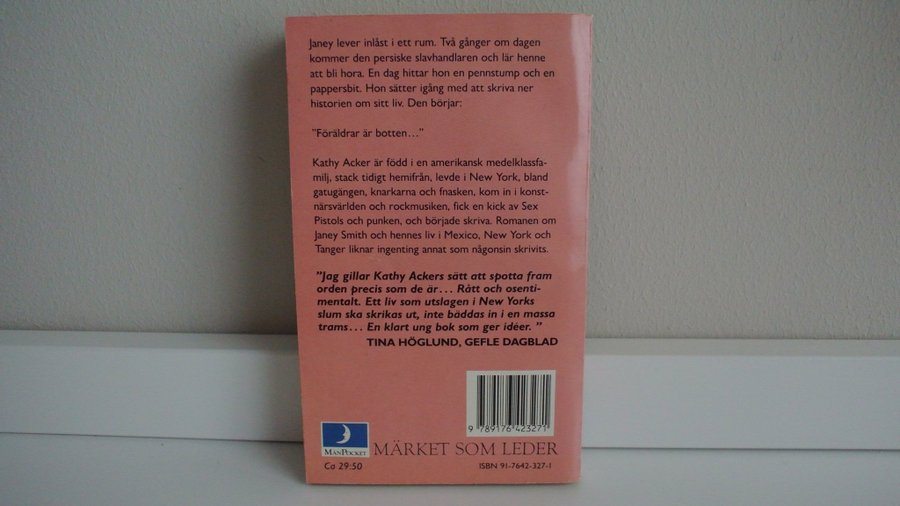 Janey lever inlåst i ett rum. Två gånger om dagen
kommer den persiske slavhandlaren och lär henne
att bli hora. En dag hittar hon en pennstump och en
pappersbit. Hon sätter igång med att skriva ner
historien om sitt liv. Den börjar:
”Föräldrar är botten…”
Kathy Acker är född i en amerikansk medelklassfa-
milj, stack tidigt hemifrån, levde i New York, bland
gatugängen, knarkarna och fnasken, kom in i konst-
närsvärlden och rockmusiken, fick en kick av Sex
Pistols och punken, och började skriva. Romanen om
Janey Smith och hennes liv i Mexico, New York och
Tanger liknar ingenting annat som någonsin skrivits.
”Jag gillar Kathy Ackers sätt att spotta fram
orden precis som de är… Rått och osenti-
mentalt. Ett liv som utslagen i New Yorks
slum ska skrikas ut, inte bäddas in i en massa
trams… En klart ung bok som ger idéer. ”
TINA HÖGLUND, GEFLE DAGBLAD
9 789176 423271
MANPOCKET
MÄRKET SOM LEDER
Ca 29:50
ISBN 91-7642-327-1